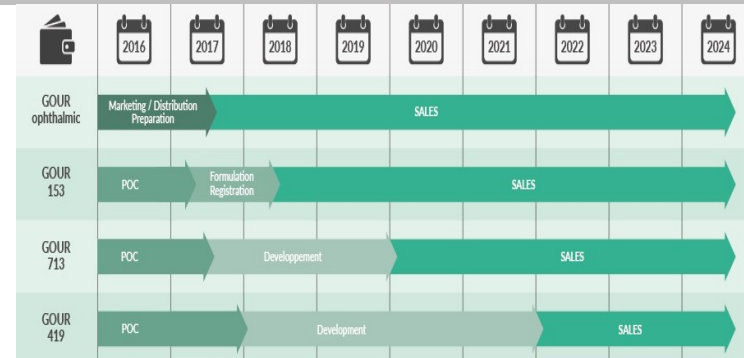 2016 2017 2018 2019 2020 2021 2022 2023 2024
GOUR
ophthalmic
Marketing / Distribution
Preparation
SALES
GOUR
153
POC
Formulation
Registration
SALES
GOUR
713
POC
Developpement
SALES
GOUR
419
POC
Development
SALES